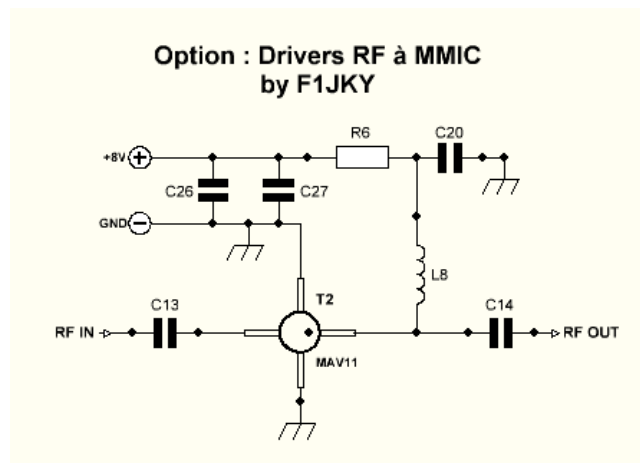 Option : Drivers RF à MMIC
by F1JKY
R6
C20
+8V
C26
C27
GND
L8
T2
C13
C14
RF IN
RF OUT
MAV11